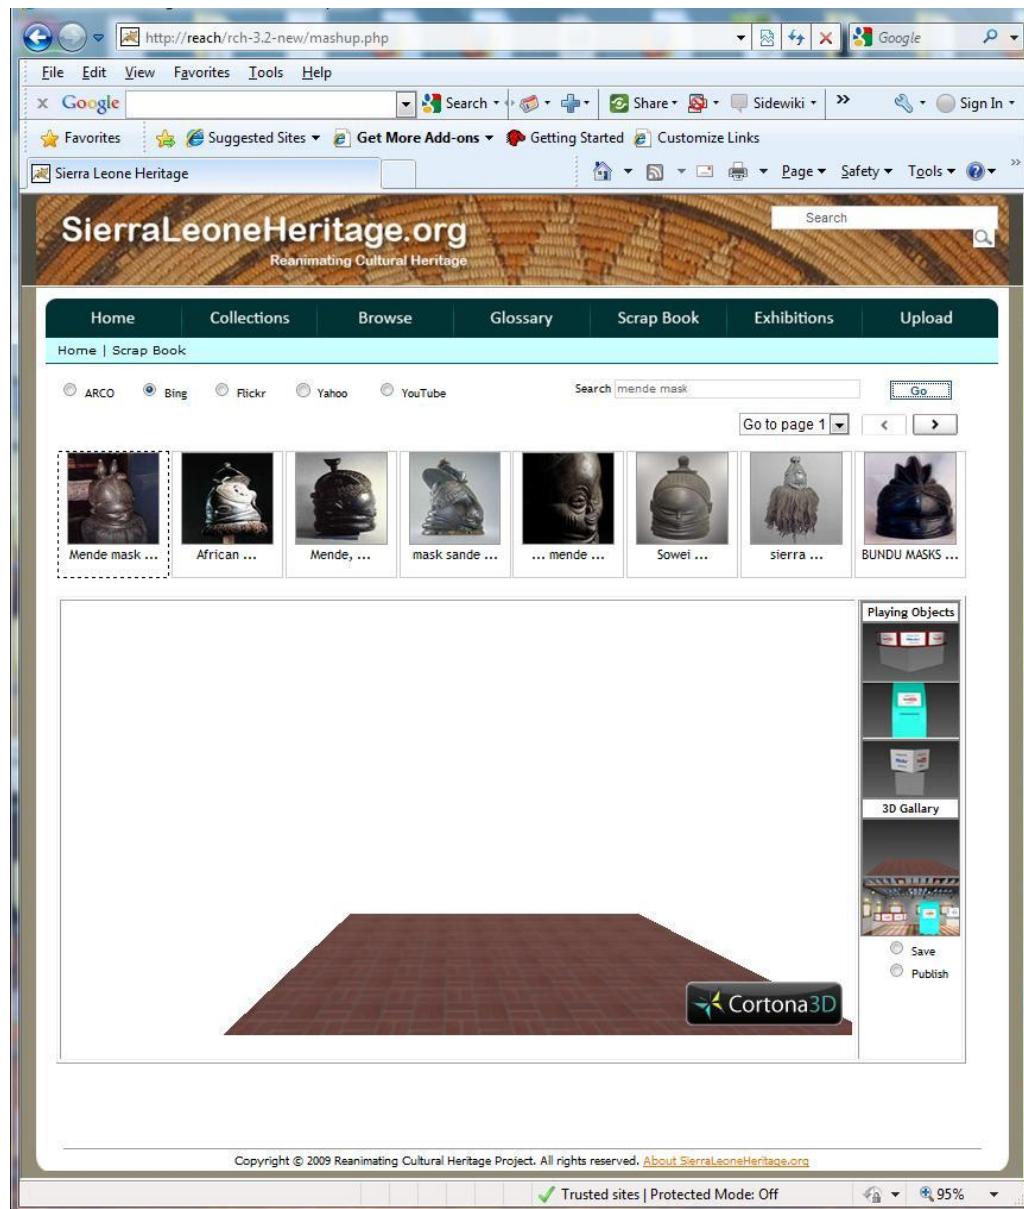 http://reach/rch-3.2-new/mashup.php
Google
File Edit View Favorites Tools Help
x Google Search Share Sidewiki » Sign In
Favorites Suggested Sites Get More Add-ons Getting Started Customize Links
Sierra Leone Heritage Page Safety Tools »
SierraLeoneHeritage.org
Reanimating Cultural Heritage
Search
Home Collections Browse Glossary Scrap Book Exhibitions Upload
Home | Scrap Book
ARCO Bing Flickr Yahoo YouTube Search mende mask Go
Go to page 1 < >
Mende mask ... African ... Mende, ... mask sande ... ... mende ... Sowei ... sierra ... BUNDU MASKS ...
Playing Objects
3D Gallary
Save
Publish
Cortona3D
Copyright © 2009 Reanimating Cultural Heritage Project. All rights reserved. About SierraLeoneHeritage.org
Trusted sites | Protected Mode: Off 95%